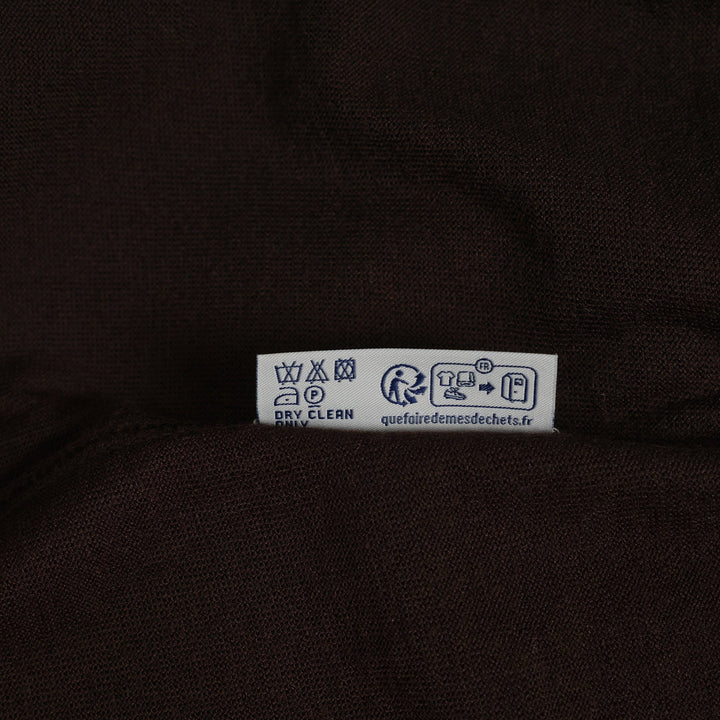 P
DRY CLEAN
ONLY
FR
quefairedemesdechets.fr